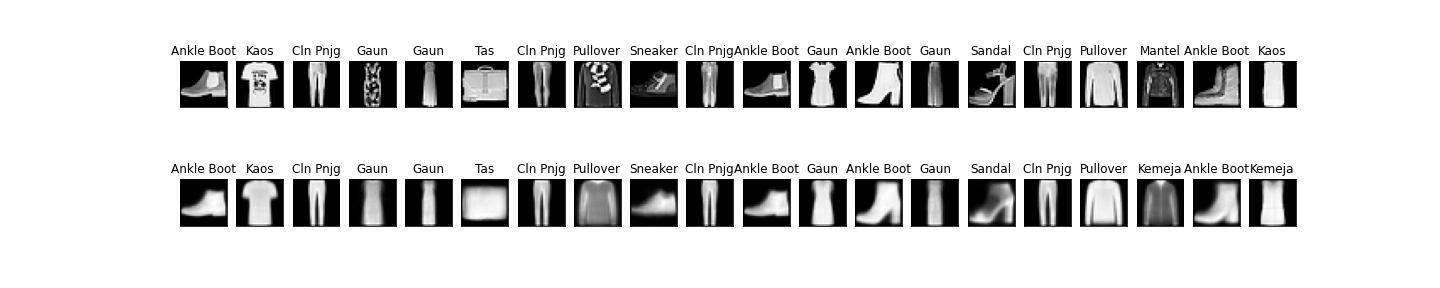 Ankle Boot Kaos Cln Pnjg Gaun Gaun Tas Cln Pnjg Pullover Sneaker Cln Pnjg Ankle Boot Gaun Ankle Boot Gaun Sandal Cln Pnjg Pullover Mantel Ankle Boot Kaos
Ankle Boot Kaos Cln Pnjg Gaun Gaun Tas Cln Pnjg Pullover Sneaker Cln Pnjg Ankle Boot Gaun Ankle Boot Gaun Sandal Cln Pnjg Pullover Kemeja Ankle Boot Kemeja